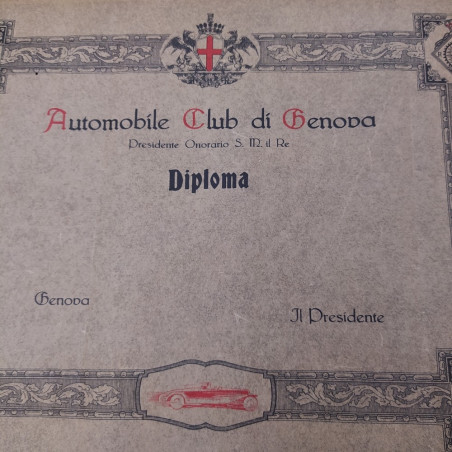 Automobile Club di Genova
Presidente Onorario S. M. il Re
Diploma
Genova
Il Presidente